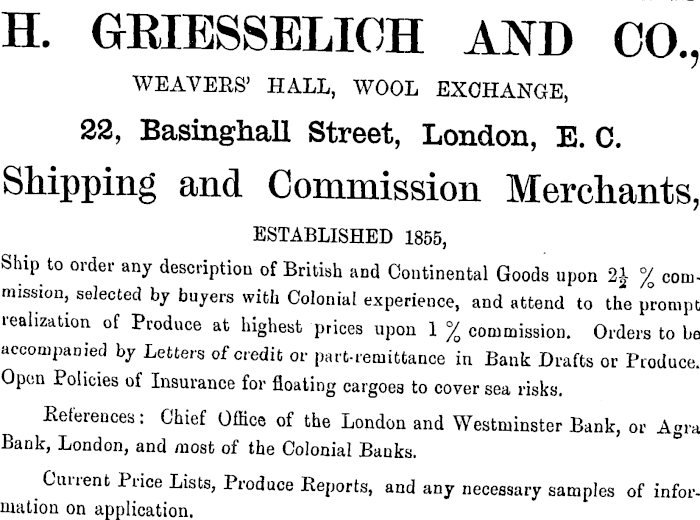 H. GRIESSELICH AND CO.,
WEAVERS' HALL, WOOL EXCHANGE,
22, Basinghall Street, London, E. C.
Shipping and Commission Merchants,
ESTABLISHED 1855,
Ship to order any description of British and Continental Goods upon 2½ % com-
mission, selected by buyers with Colonial experience, and attend to the prompt
realization of Produce at highest prices upon 1 % commission. Orders to be
accompanied by Letters of credit or part-remittance in Bank Drafts or Produce.
Open Policies of Insurance for floating cargoes to cover sea risks.
References: Chief Office of the London and Westminster Bank, or Agra
Bank, London, and most of the Colonial Banks.
Current Price Lists, Produce Reports, and any necessary samples of infor-
mation on application.